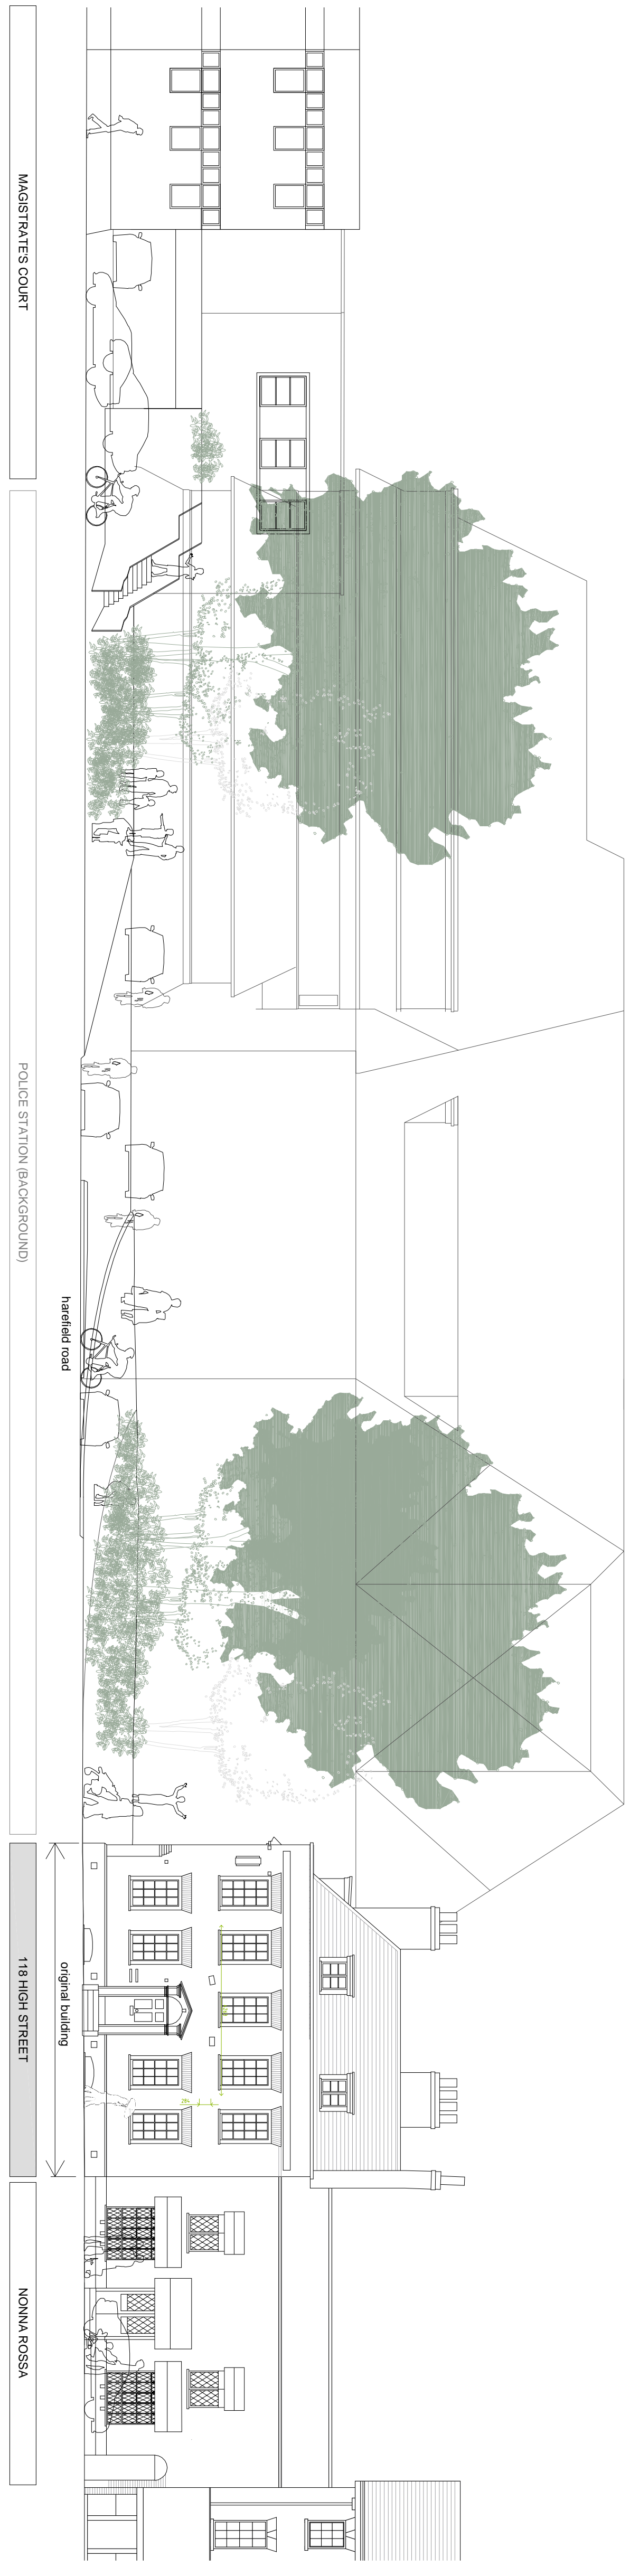 harefield road
original building
MAGISTRATE'S COURT
POLICE STATION (BACKGROUND)
118 HIGH STREET
NONNA ROSSA